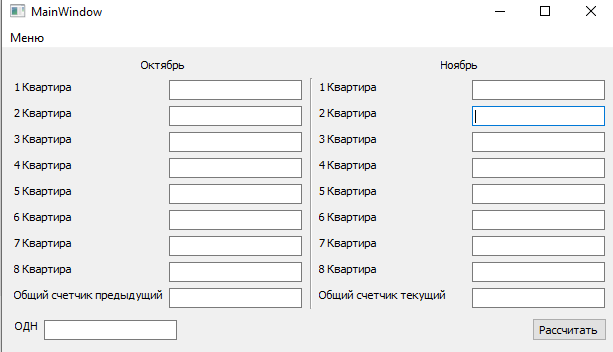 MainWindow
Меню
Октябрь Ноябрь
1 Квартира 1 Квартира
2 Квартира 2 Квартира
3 Квартира 3 Квартира
4 Квартира 4 Квартира
5 Квартира 5 Квартира
6 Квартира 6 Квартира
7 Квартира 7 Квартира
8 Квартира 8 Квартира
Общий счетчик предыдущий Общий счетчик текущий
ОДН Рассчитать